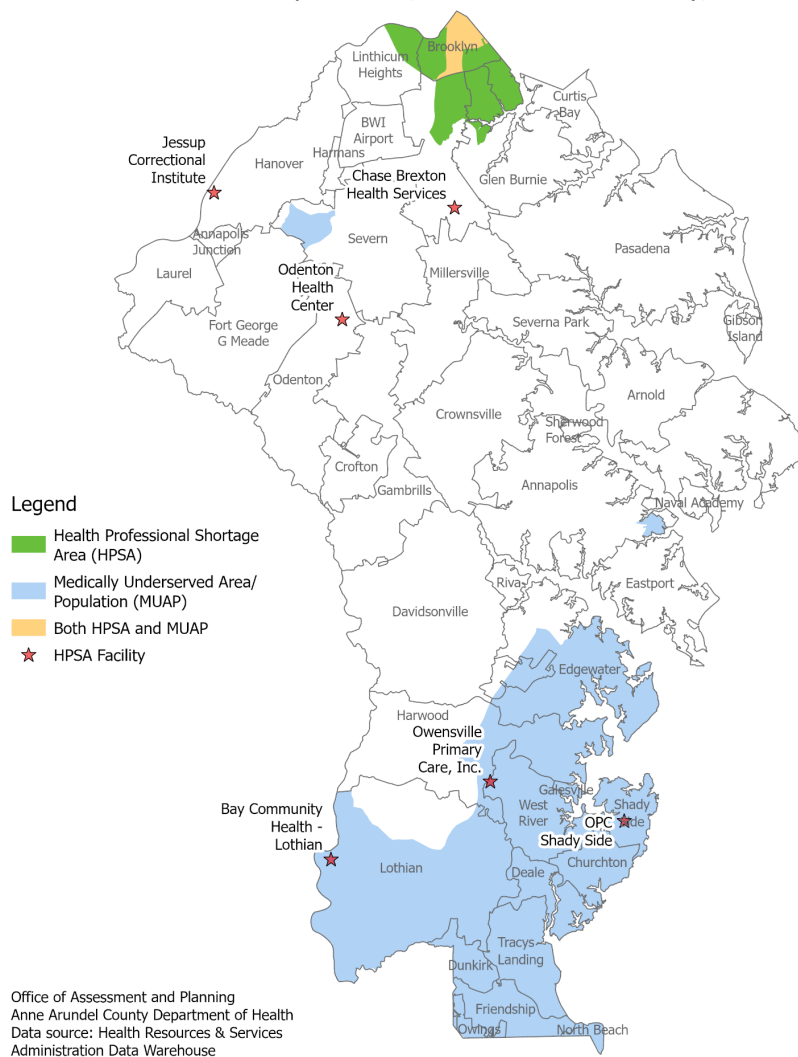 Brooklyn
Linthicum
Heights
Curtis
Bay
BWI
Airport
Jessup
Correctional
Institute
Hanover
Harmans
Chase Brexton
Health Services
Glen Burnie
Annapolis
Junction
Severn
Pasadena
Laurel
Millersville
Odenton
Health
Center
Fort George
G Meade
Severna Park
Gibson
Island
Odenton
Arnold
Crownsville
Sherwood
Forest
Crofton
Gambrills
Annapolis
Naval Academy
Legend
Health Professional Shortage
Area (HPSA)
Medically Underserved Area/
Population (MUAP)
Both HPSA and MUAP
HPSA Facility
Riva
Eastport
Davidsonville
Edgewater
Harwood
Owensville
Primary
Care, Inc.
Galesville
West
River
Shady
Side
OPC
Shady Side
Bay Community
Health -
Lothian
Lothian
Churchton
Deale
Tracys
Landing
Dunkirk
Friendship
Owings
North Beach
Office of Assessment and Planning
Anne Arundel County Department of Health
Data source: Health Resources & Services
Administration Data Warehouse